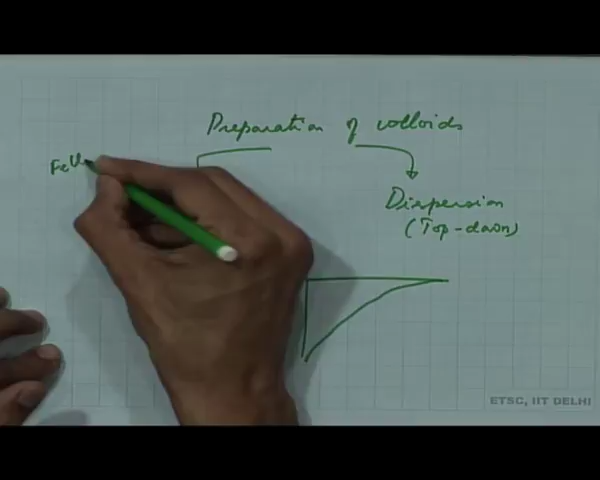 Preparation of colloids
Dispersion
(Top-down)
ETSC, IIT DELHI